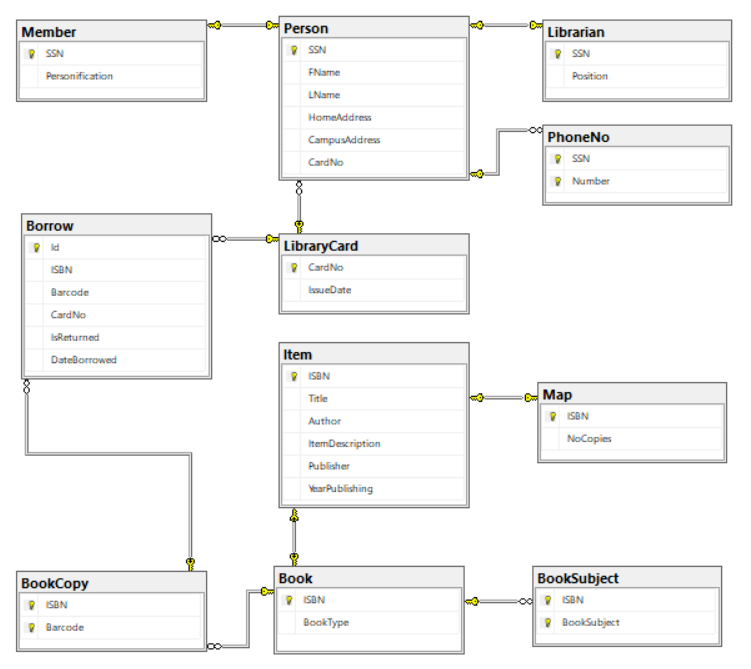 Member
SSN
Personification
Person
SSN
FName
LName
HomeAddress
CampusAddress
CardNo
Librarian
SSN
Position
PhoneNo
SSN
Number
Borrow
Id
ISBN
Barcode
CardNo
IsReturned
DateBorrowed
LibraryCard
CardNo
IssueDate
Item
ISBN
Title
Author
ItemDescription
Publisher
YearPublishing
Map
ISBN
NoCopies
BookCopy
ISBN
Barcode
Book
ISBN
BookType
BookSubject
ISBN
BookSubject